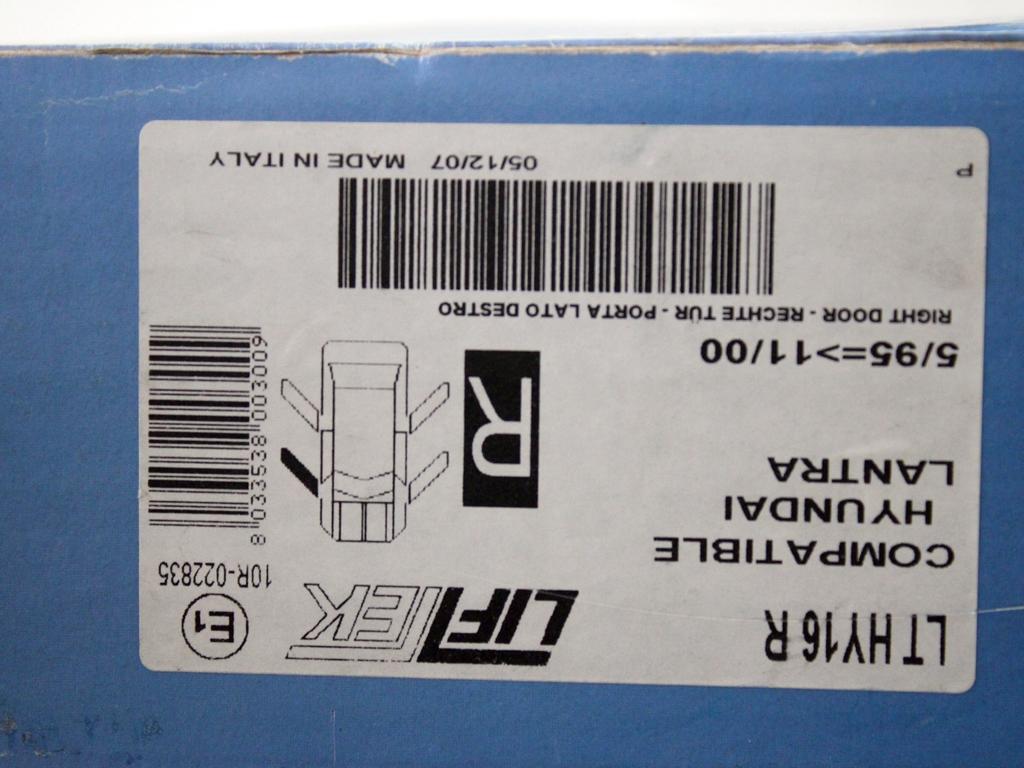 LT HY16 R
LIFTTEK
E1
10R-022835
COMPATIBLE
HYUNDAI
LANTRA
R
8 033538 003009
5/95=>11/00
RIGHT DOOR - RECHTE TÜR - PORTA LATO DESTRO
P
05/12/07 MADE IN ITALY